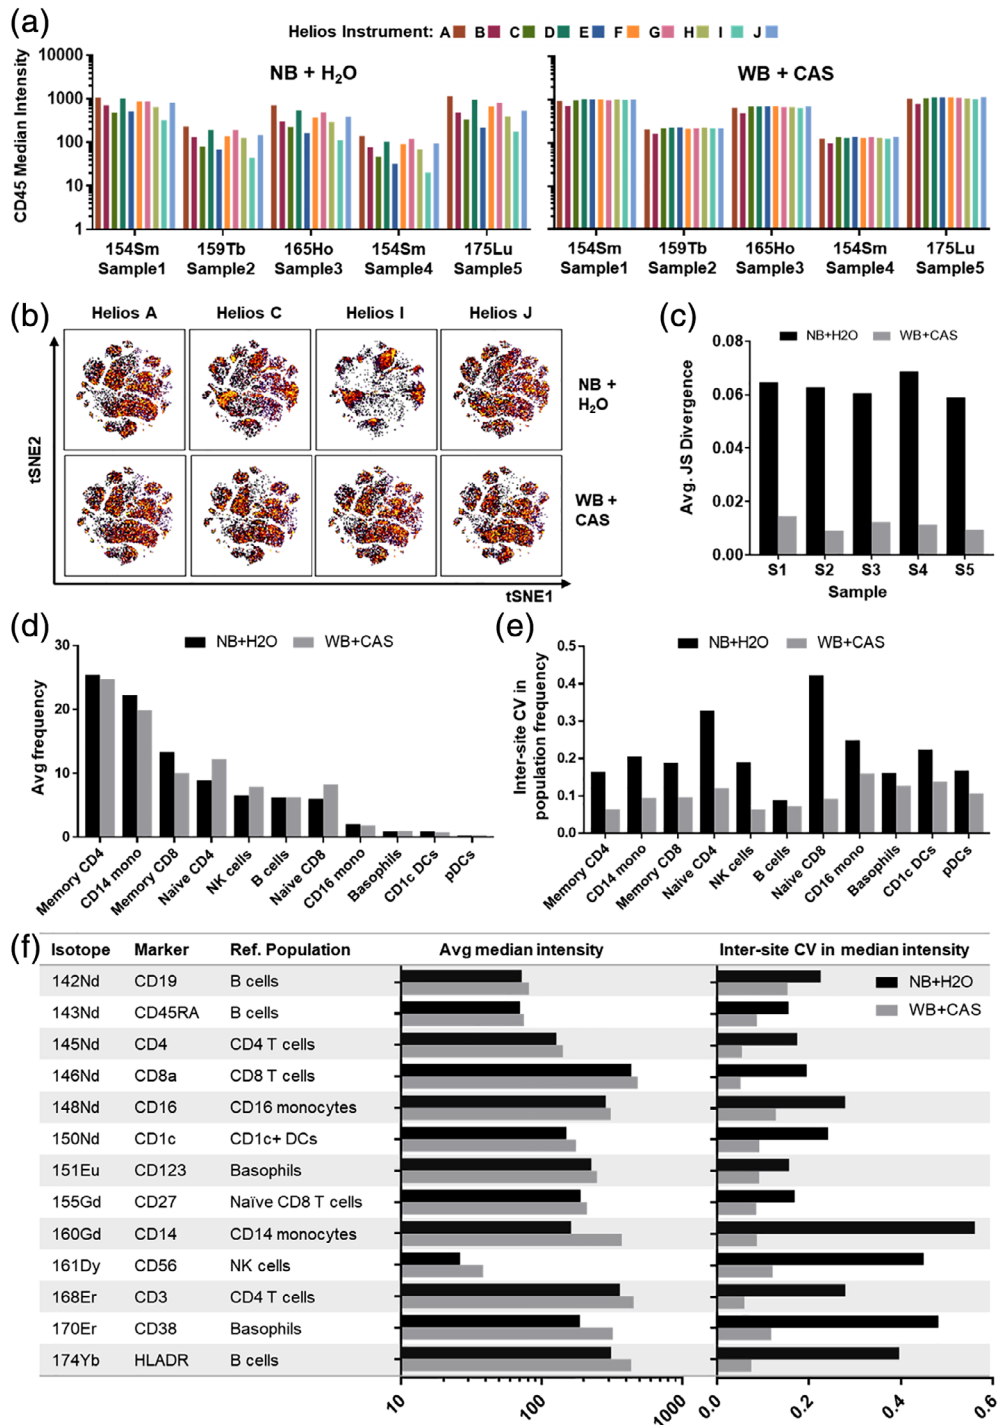 (a)
Helios Instrument: A B C D E F G H I J
CD45 Median Intensity
10000
1000
100
10
1
NB + H₂O
WB + CAS
154Sm Sample1
159Tb Sample2
165Ho Sample3
154Sm Sample4
175Lu Sample5
154Sm Sample1
159Tb Sample2
165Ho Sample3
154Sm Sample4
175Lu Sample5
(b)
Helios A Helios C Helios I Helios J
NB +
H₂O
WB +
CAS
tSNE2
tSNE1
(c)
NB+H2O WB+CAS
Avg. JS Divergence
0.08
0.06
0.04
0.02
0.00
S1 S2 S3 S4 S5
Sample
(d)
NB+H2O WB+CAS
Avg frequency
30
20
10
0
Memory CD4
CD14 mono
Memory CD8
Naive CD4
NK cells
B cells
Naïve CD8
CD16 mono
Basophils
CD1c DCs
pDCs
(e)
NB+H2O WB+CAS
Inter-site CV in
population frequency
0.5
0.4
0.3
0.2
0.1
0.0
Memory CD4
CD14 mono
Memory CD8
Naïve CD4
NK cells
B cells
Naïve CD8
CD16 mono
Basophils
CD1c DCs
pDCs
(f)
Isotope Marker Ref. Population Avg median intensity Inter-site CV in median intensity
NB+H2O
WB+CAS
142Nd CD19 B cells
143Nd CD45RA B cells
145Nd CD4 CD4 T cells
146Nd CD8a CD8 T cells
148Nd CD16 CD16 monocytes
150Nd CD1c CD1c+ DCs
151Eu CD123 Basophils
155Gd CD27 Naïve CD8 T cells
160Gd CD14 CD14 monocytes
161Dy CD56 NK cells
168Er CD3 CD4 T cells
170Er CD38 Basophils
174Yb HLADR B cells
10 100 1000
0.0 0.2 0.4 0.6